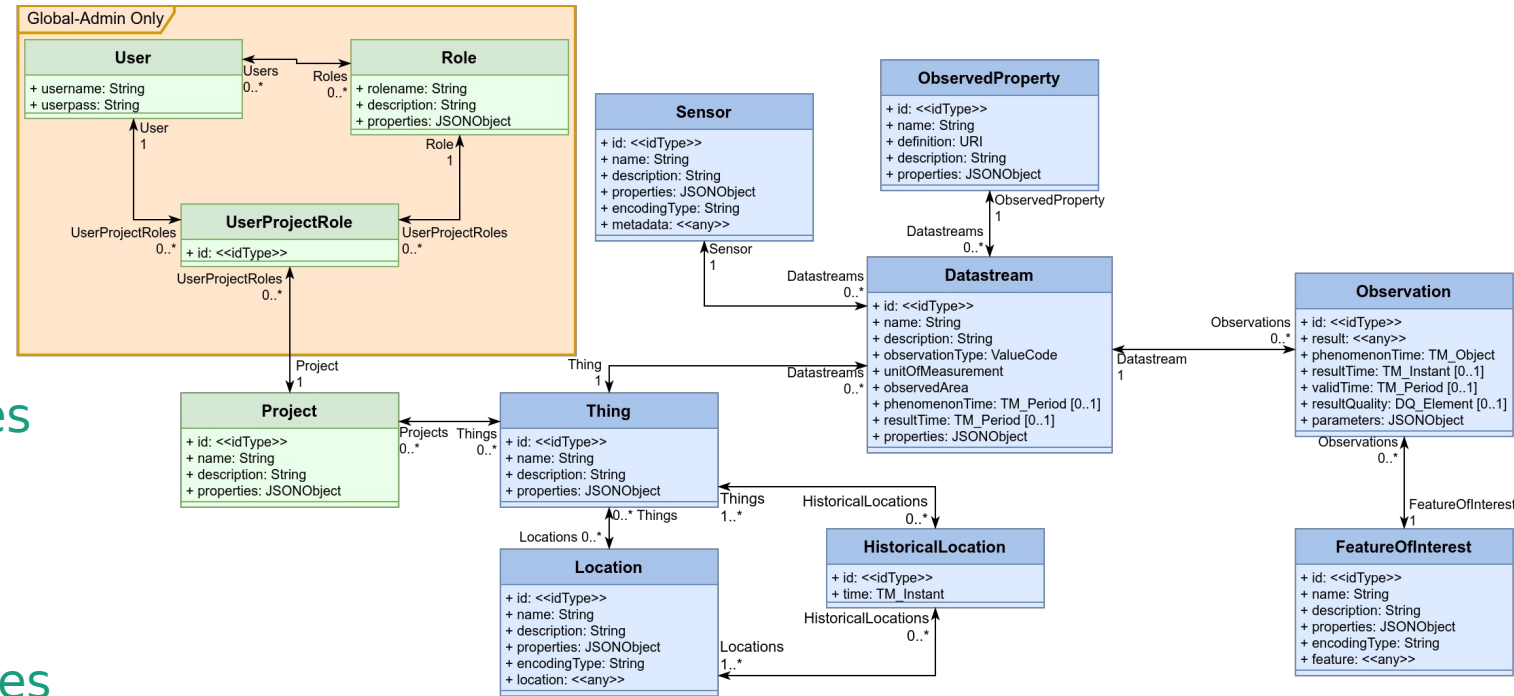 Global-Admin Only
User
+ username: String
+ userpass: String
Users
0..*
Roles
0..*
Role
+ rolename: String
+ description: String
+ properties: JSONObject
User
1
Role
1
UserProjectRoles
0..*
UserProjectRole
+ id: <<idType>>
UserProjectRoles
0..*
UserProjectRoles
0..*
Project
1
Project
+ id: <<idType>>
+ name: String
+ description: String
+ properties: JSONObject
Projects
0..*
Things
0..*
Thing
1
Thing
+ id: <<idType>>
+ name: String
+ description: String
+ properties: JSONObject
Sensor
+ id: <<idType>>
+ name: String
+ description: String
+ properties: JSONObject
+ encodingType: String
+ metadata: <<any>>
Sensor
1
ObservedProperty
+ id: <<idType>>
+ name: String
+ definition: URI
+ description: String
+ properties: JSONObject
ObservedProperty
1
Datastreams
0..*
Datastreams
0..*
Datastreams
0..*
Datastream
+ id: <<idType>>
+ name: String
+ description: String
+ observationType: ValueCode
+ unitOfMeasurement
+ observedArea
+ phenomenonTime: TM_Period [0..1]
+ resultTime: TM_Period [0..1]
+ properties: JSONObject
Datastream
1
Observations
0..*
Observation
+ id: <<idType>>
+ result: <<any>>
+ phenomenonTime: TM_Object
+ resultTime: TM_Instant [0..1]
+ validTime: TM_Period [0..1]
+ resultQuality: DQ_Element [0..1]
+ parameters: JSONObject
Observations
0..*
FeatureOfInterest
1
FeatureOfInterest
+ id: <<idType>>
+ name: String
+ description: String
+ properties: JSONObject
+ encodingType: String
+ feature: <<any>>
Things
1..*
HistoricalLocations
0..*
HistoricalLocation
+ id: <<idType>>
+ time: TM_Instant
HistoricalLocations
0..*
Locations
1..*
0..* Things
Locations 0..*
Location
+ id: <<idType>>
+ name: String
+ description: String
+ properties: JSONObject
+ encodingType: String
+ location: <<any>>
es
es